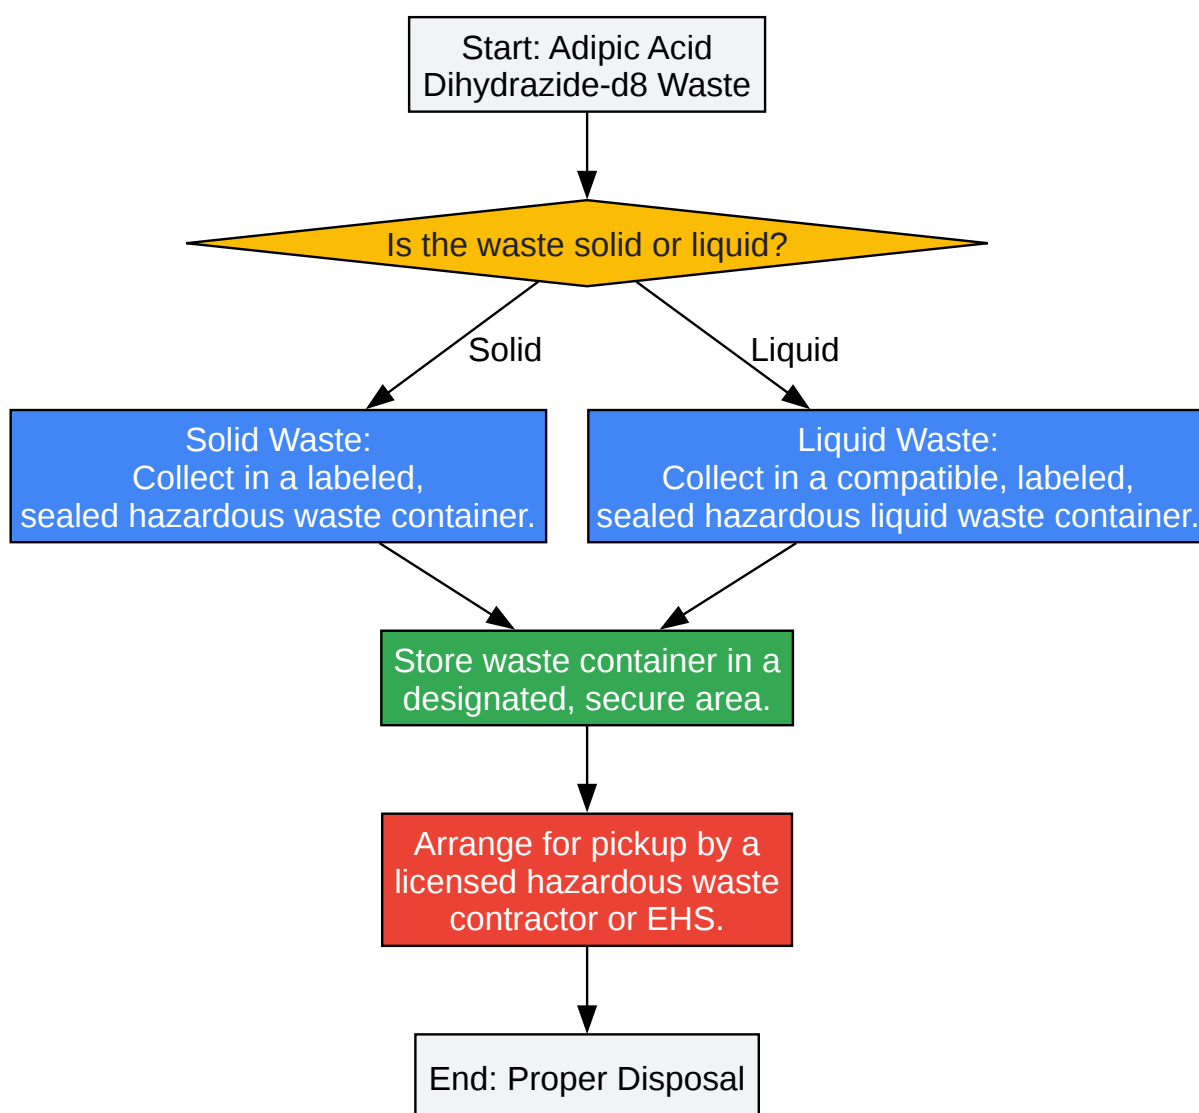 Start: Adipic Acid
Dihydrazide-d8 Waste
Is the waste solid or liquid?
Solid
Liquid
Solid Waste:
Collect in a labeled,
sealed hazardous waste container.
Liquid Waste:
Collect in a compatible, labeled,
sealed hazardous liquid waste container.
Store waste container in a
designated, secure area.
Arrange for pickup by a
licensed hazardous waste
contractor or EHS.
End: Proper Disposal